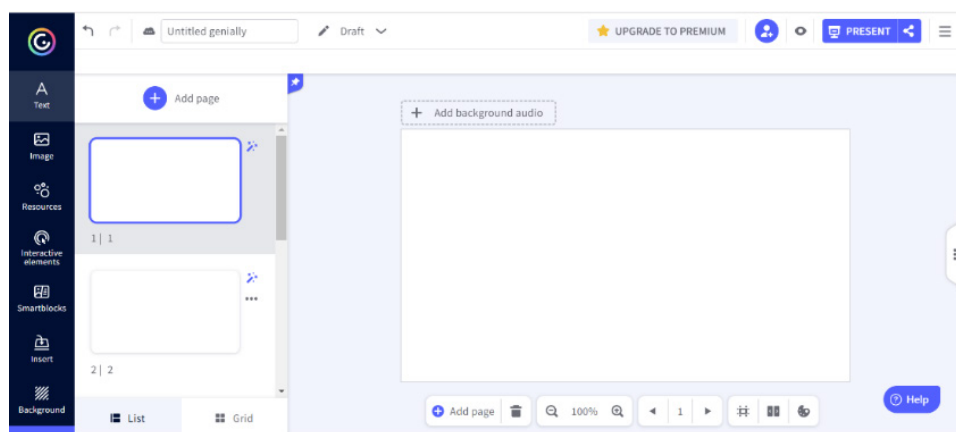 Untitled genially
Draft
UPGRADE TO PREMIUM
PRESENT
Text
Image
Resources
Interactive
elements
Smartblocks
Insert
Background
Add page
1 | 1
2 | 2
List
Grid
Add background audio
Add page
100%
1
Help